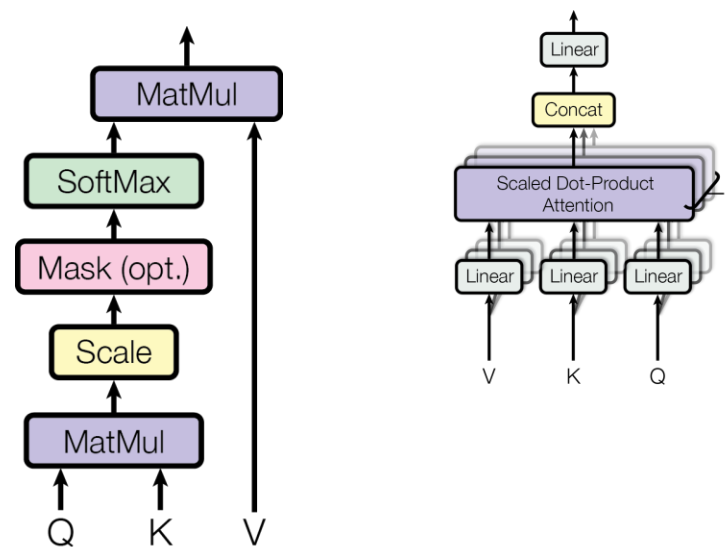 MatMul
SoftMax
Mask (opt.)
Scale
MatMul
Q K V
Linear
Concat
Scaled Dot-Product
Attention
Linear Linear Linear
V K Q